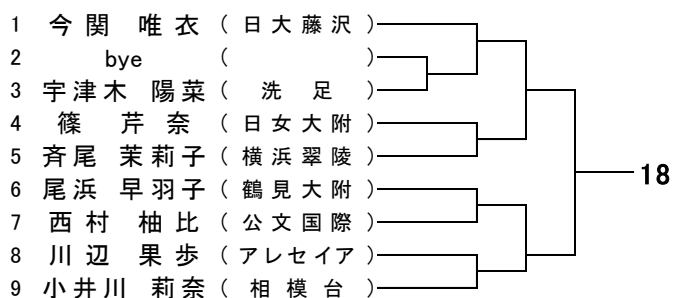 1 今関 唯衣 ( 日大藤沢 )
2 bye ( )
3 宇津木 陽菜 ( 洗足 )
4 篠 芹奈 ( 日女大附 )
5 斉尾 茉莉子 ( 横浜翠陵 )
6 尾浜 早羽子 ( 鶴見大附 )
7 西村 柚比 ( 公文国際 )
8 川辺 果歩 ( アレセイア )
9 小井川 莉奈 ( 相模台 )
18